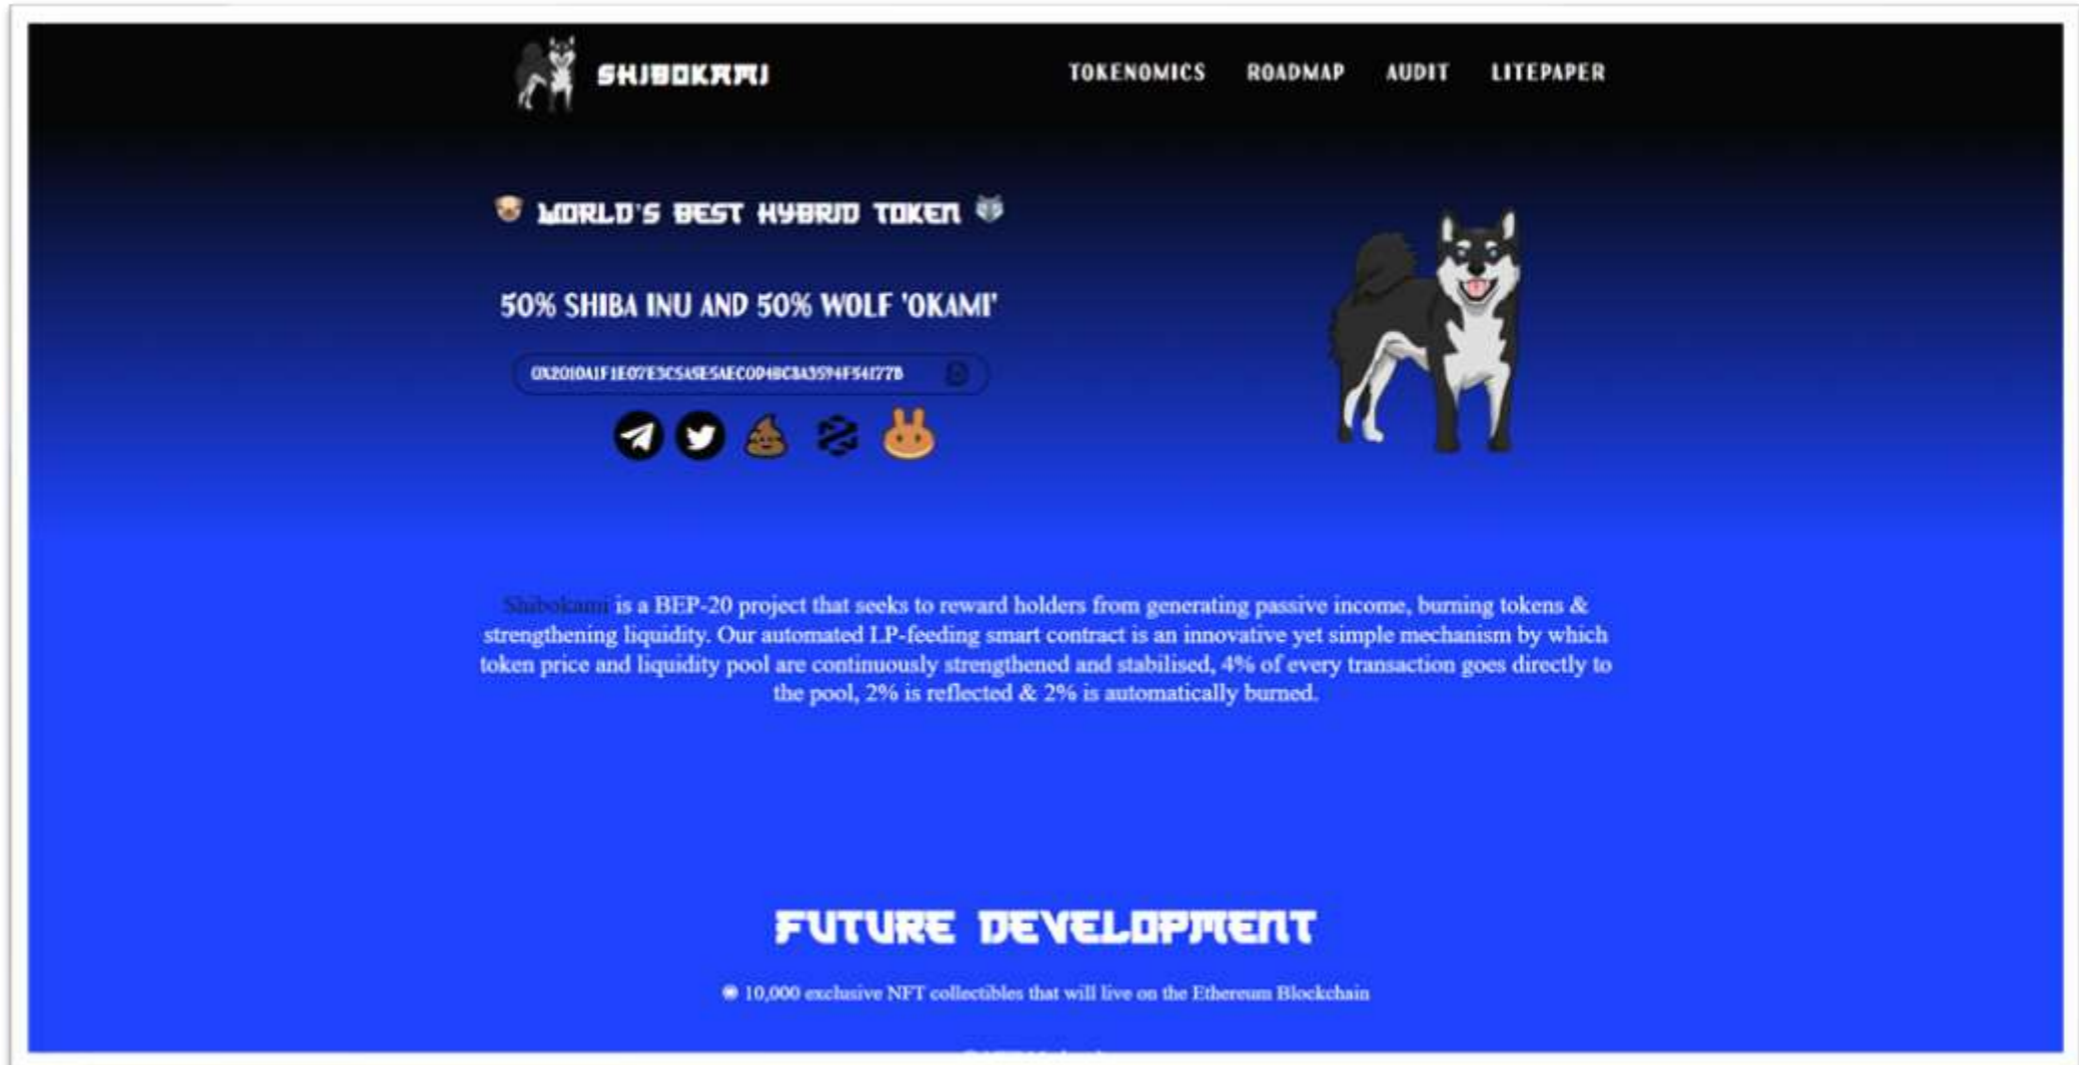 SHIBOKAMI
TOKENOMICS ROADMAP AUDIT LITEPAPER
WORLD'S BEST HYBRID TOKEN
50% SHIBA INU AND 50% WOLF 'OKAMI'
Shibokami is a BEP-20 project that seeks to reward holders from generating passive income, burning tokens &
strengthening liquidity. Our automated LP-feeding smart contract is an innovative yet simple mechanism by which
token price and liquidity pool are continuously strengthened and stabilised, 4% of every transaction goes directly to
the pool, 2% is reflected & 2% is automatically burned.
FUTURE DEVELOPMENT
10,000 exclusive NFT collectibles that will live on the Ethereum Blockchain